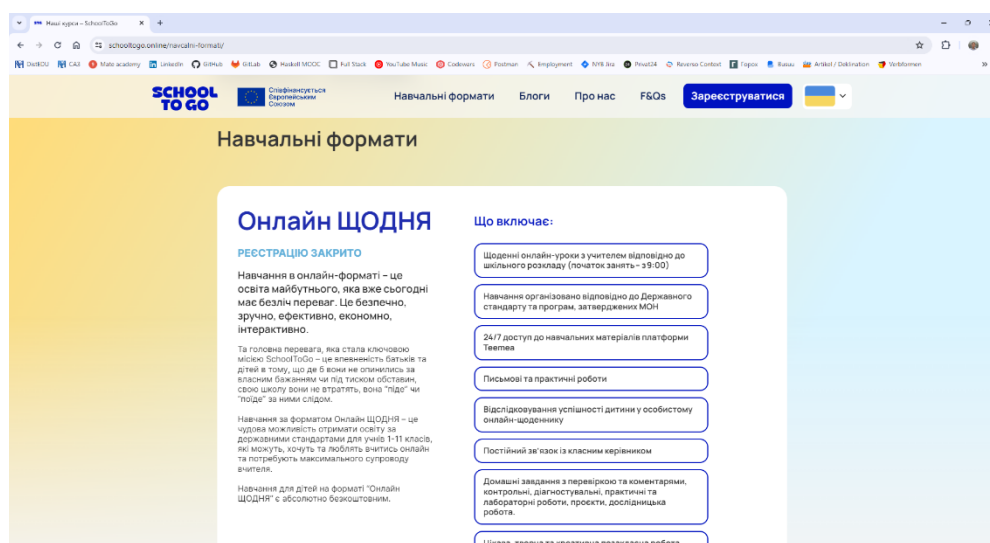 Наші курси – SchoolToGo
schooltogo.online/navcalni-formati/
DistEDU CA3 Mate academy LinkedIn GitHub GitLab Haskell MOOC Full Stack YouTube Music Codewars Postman Employment NYB Jira Privat24 Reverso Context Горох Busuu Artikel / Deklination Verbformen
SCHOOL TO GO
Співфінансується
Європейським
Союзом
Навчальні формати Блоги Про нас F&Qs Зареєструватися
Навчальні формати
Онлайн ЩОДНЯ
РЕЄСТРАЦІЮ ЗАКРИТО
Навчання в онлайн-форматі – це
освіта майбутнього, яка вже сьогодні
має безліч переваг. Це безпечно,
зручно, ефективно, економно,
інтерактивно.
Та головна перевага, яка стала ключовою
місією SchoolToGo – це впевненість батьків та
дітей в тому, що де б вони не опинились за
власним бажанням чи під тиском обставин,
свою школу вони не втратять, вона "піде" чи
"поїде" за ними слідом.
Навчання за форматом Онлайн ЩОДНЯ – це
чудова можливість отримати освіту за
державними стандартами для учнів 1-11 класів,
які можуть, хочуть та люблять вчитись онлайн
та потребують максимального супроводу
вчителя.
Навчання для дітей на форматі "Онлайн
ЩОДНЯ" є абсолютно безкоштовним.
Що включає:
Щоденні онлайн-уроки з учителем відповідно до
шкільного розкладу (початок занять – з 9:00)
Навчання організовано відповідно до Державного
стандарту та програм, затверджених МОН
24/7 доступ до навчальних матеріалів платформи
Teemea
Письмові та практичні роботи
Відслідковування успішності дитини у особистому
онлайн-щоденнику
Постійний зв'язок із класним керівником
Домашні завдання з перевіркою та коментарями,
контрольні, діагностувальні, практичні та
лабораторні роботи, проєкти, дослідницька
робота.